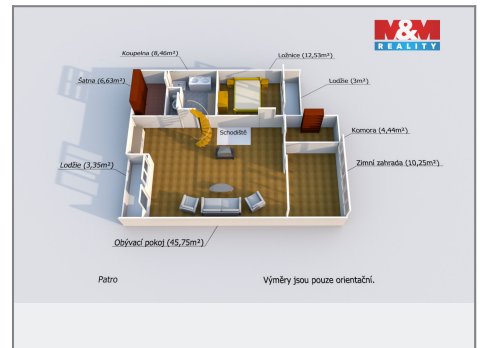 M&M
REALITY
Koupelna (8,46m²)
Ložnice (12,53m²)
Šatna (6,63m²)
Lodžie (3m²)
Schodiště
Komora (4,44m²)
Lodžie (3,35m²)
Zimní zahrada (10,25m²)
Obývací pokoj (45,75m²)
Patro
Výměry jsou pouze orientační.